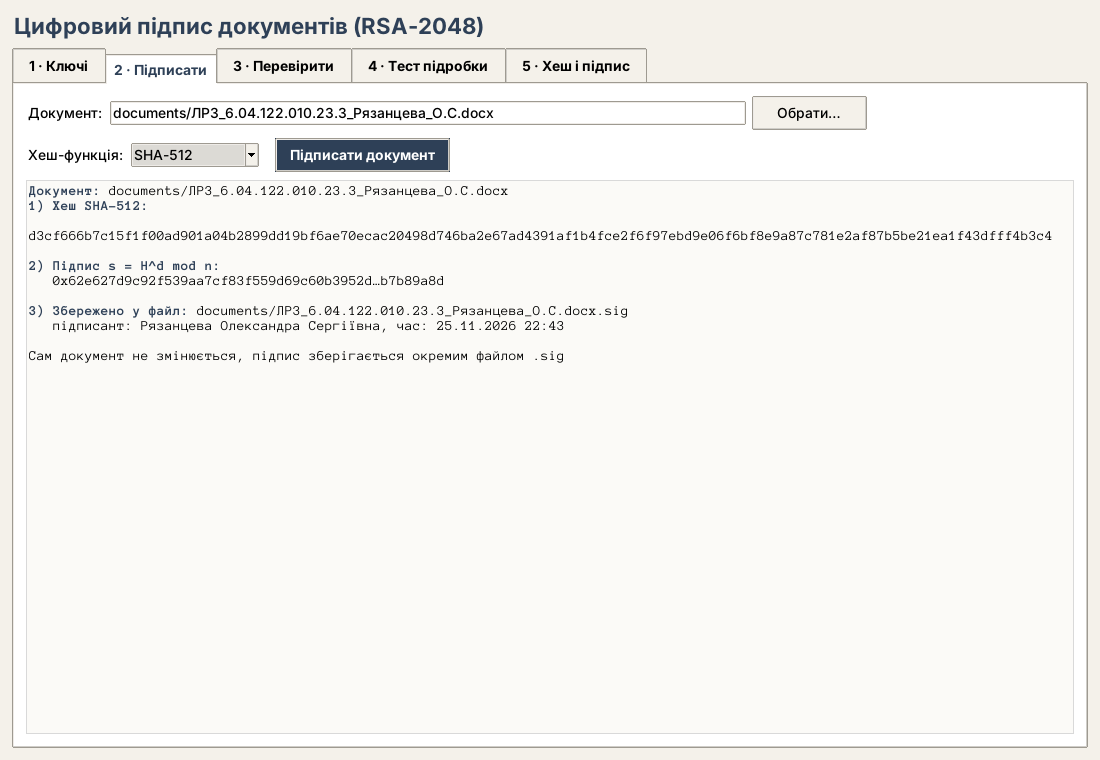 Цифровий підпис документів (RSA-2048)
1 · Ключі
2 · Підписати
3 · Перевірити
4 · Тест підробки
5 · Хеш і підпис
Документ: documents/ЛР3_6.04.122.010.23.3_Рязанцева_О.С.docx Обрати...
Хеш-функція: SHA-512 Підписати документ
Документ: documents/ЛР3_6.04.122.010.23.3_Рязанцева_О.С.docx
1) Хеш SHA-512:
d3cf666b7c15f1f00ad901a04b2899dd19bf6ae70ecac20498d746ba2e67ad4391af1b4fce2f6f97ebd9e06f6bf8e9a87c781e2af87b5be21ea1f43dfff4b3c4
2) Підпис s = H^d mod n:
0x62e627d9c92f539aa7cf83f559d69c60b3952d…b7b89a8d
3) Збережено у файл: documents/ЛР3_6.04.122.010.23.3_Рязанцева_О.С.docx.sig
підписант: Рязанцева Олександра Сергіївна, час: 25.11.2026 22:43
Сам документ не змінюється, підпис зберігається окремим файлом .sig